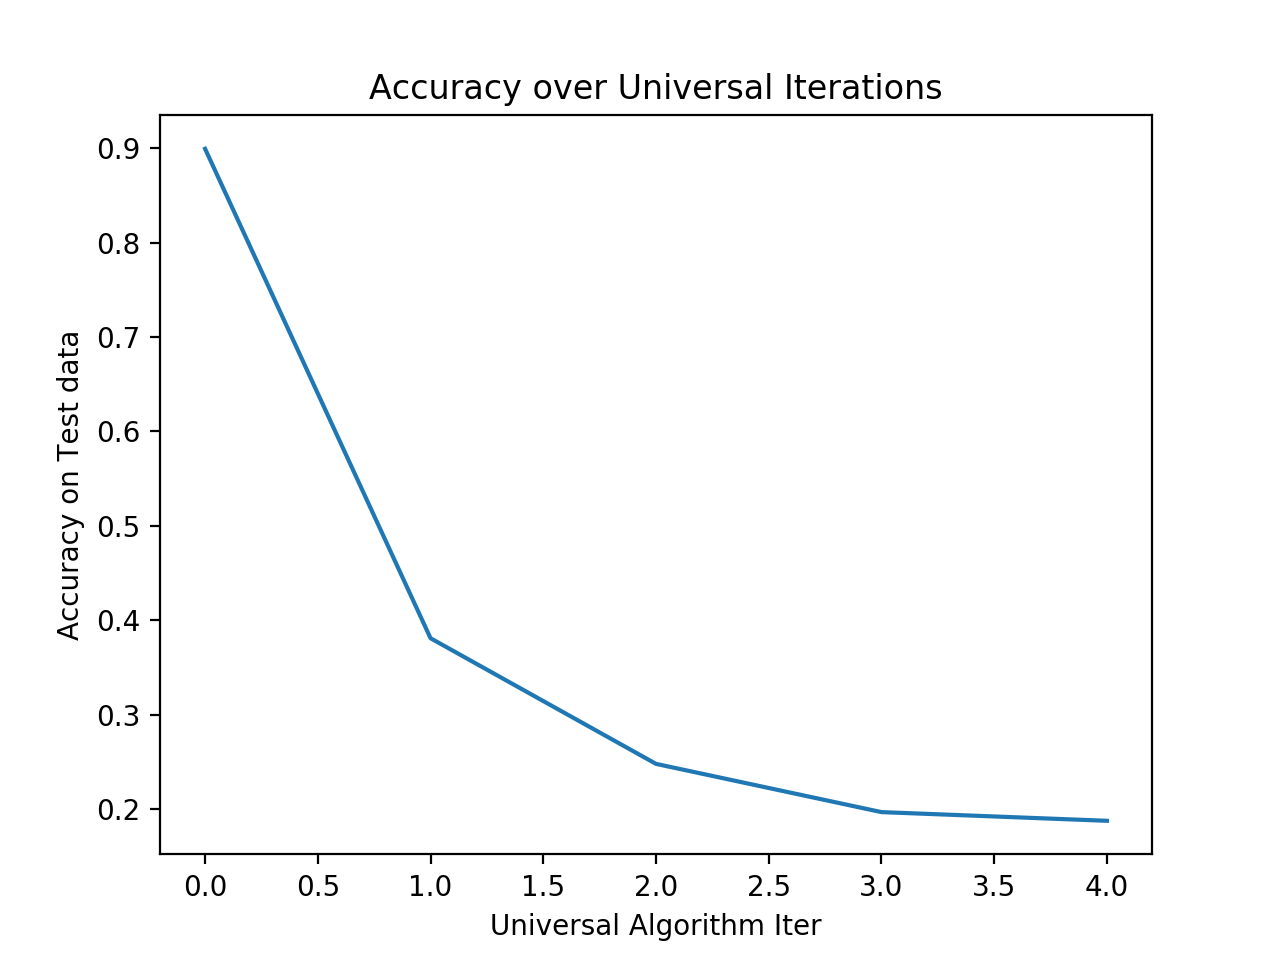 Accuracy over Universal Iterations
0.9
0.8
0.7
0.6
0.5
0.4
0.3
0.2
Accuracy on Test data
0.0 0.5 1.0 1.5 2.0 2.5 3.0 3.5 4.0
Universal Algorithm Iter